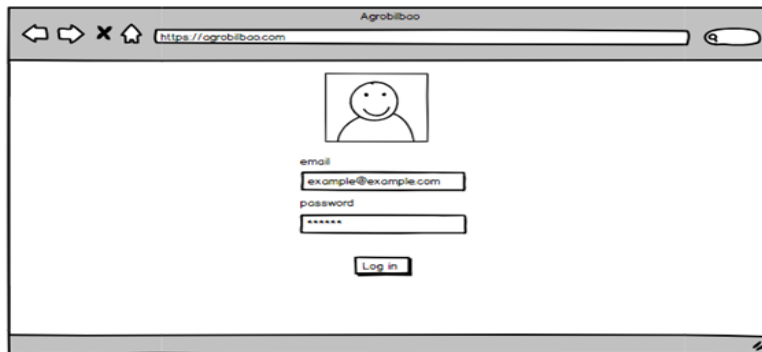 Agrobilbao
https://agrobilbao.com
email
example@example.com
password
******
Log in